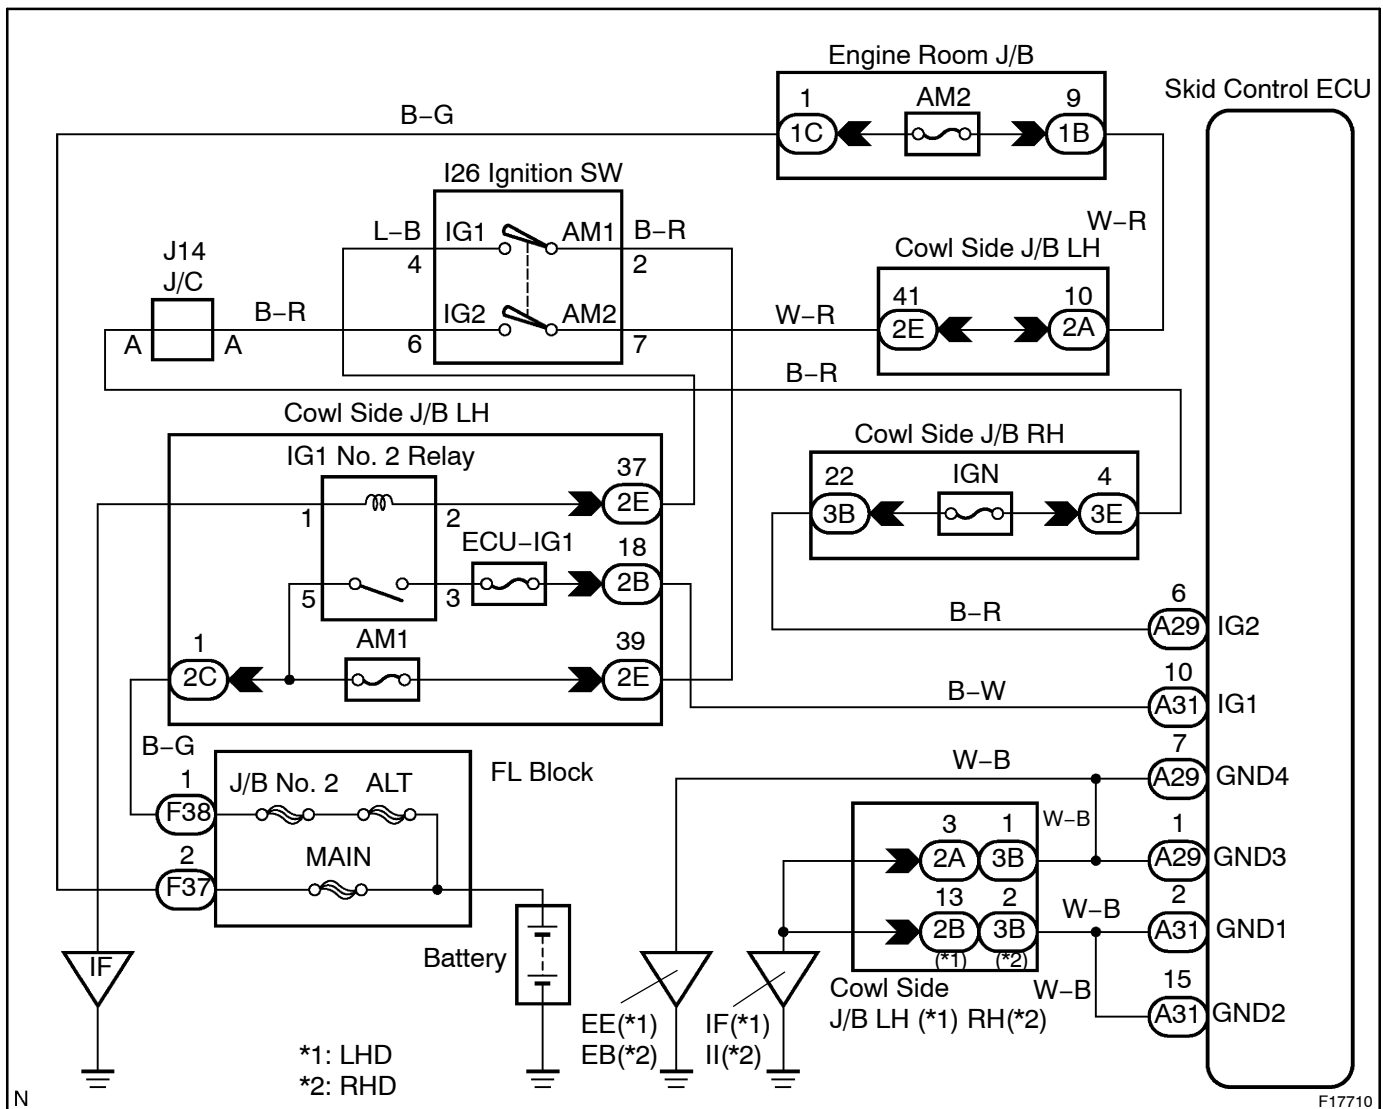 Engine Room J/B
Skid Control ECU
1
AM2
9
B–G
1C
1B
I26 Ignition SW
W–R
L–B
IG1
AM1
B–R
4
2
Cowl Side J/B LH
J14
J/C
41
10
B–R
IG2
AM2
W–R
2E
2A
A
A
6
7
B–R
Cowl Side J/B LH
Cowl Side J/B RH
IG1 No. 2 Relay
37
22
IGN
4
1
2
2E
3B
3E
ECU–IG1
18
5
3
2B
6
B–R
A29
IG2
1
AM1
39
10
2C
2E
B–W
A31
IG1
B–G
7
1
J/B No. 2
ALT
FL Block
W–B
A29
GND4
F38
3
1
W–B
1
2
MAIN
2A
3B
A29
GND3
F37
13
2
W–B
2
2B
3B
A31
GND1
(*1)
(*2)
IF
Battery
Cowl Side
W–B
15
EE(*1)
IF(*1)
J/B LH (*1) RH(*2)
A31
GND2
EB(*2)
II(*2)
*1: LHD
*2: RHD
N
F17710